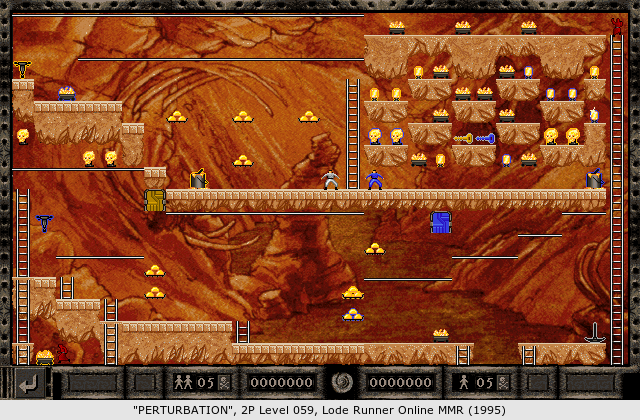 05 0000000 0000000 05
"PERTURBATION", 2P Level 059, Lode Runner Online MMR (1995)